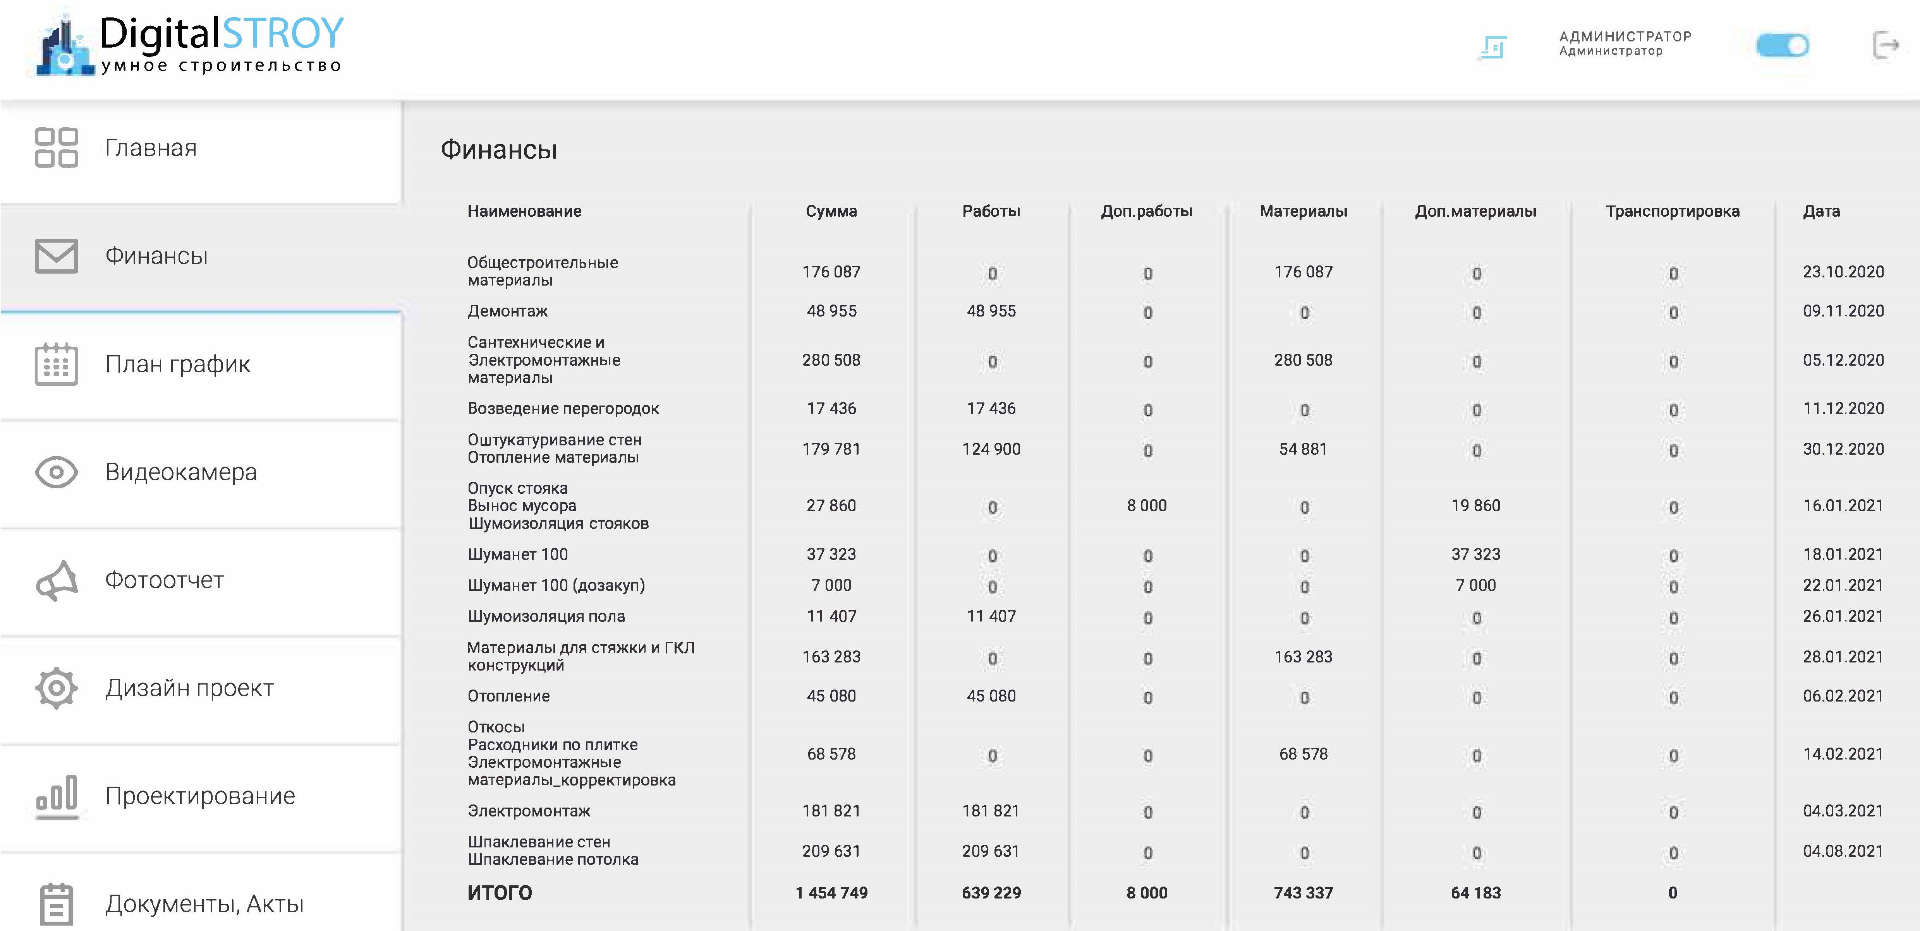 DigitalSTROY
умное строительство
АДМИНИСТРАТОР
Администратор
Главная
Финансы
План график
Видеокамера
Фотоотчет
Дизайн проект
Проектирование
Документы, Акты
Финансы
Наименование Сумма Работы Доп.работы Материалы Доп.материалы Транспортировка Дата
Общестроительные
материалы 176 087 0 0 176 087 0 0 23.10.2020
Демонтаж 48 955 48 955 0 0 0 0 09.11.2020
Сантехнические и
Электромонтажные 280 508 0 0 280 508 0 0 05.12.2020
материалы
Возведение перегородок 17 436 17 436 0 0 0 0 11.12.2020
Оштукатуривание стен
Отопление материалы 179 781 124 900 0 54 881 0 0 30.12.2020
Опуск стояка
Вынос мусора 27 860 0 8 000 0 19 860 0 16.01.2021
Шумоизоляция стояков
Шуманет 100 37 323 0 0 0 37 323 0 18.01.2021
Шуманет 100 (дозакуп) 7 000 0 0 0 7 000 0 22.01.2021
Шумоизоляция пола 11 407 11 407 0 0 0 0 26.01.2021
Материалы для стяжки и ГКЛ
конструкций 163 283 0 0 163 283 0 0 28.01.2021
Отопление 45 080 45 080 0 0 0 0 06.02.2021
Откосы
Расходники по плитке 68 578 0 0 68 578 0 0 14.02.2021
Электромонтажные
материалы_корректировка
Электромонтаж 181 821 181 821 0 0 0 0 04.03.2021
Шпаклевание стен
Шпаклевание потолка 209 631 209 631 0 0 0 0 04.08.2021
ИТОГО 1 454 749 639 229 8 000 743 337 64 183 0